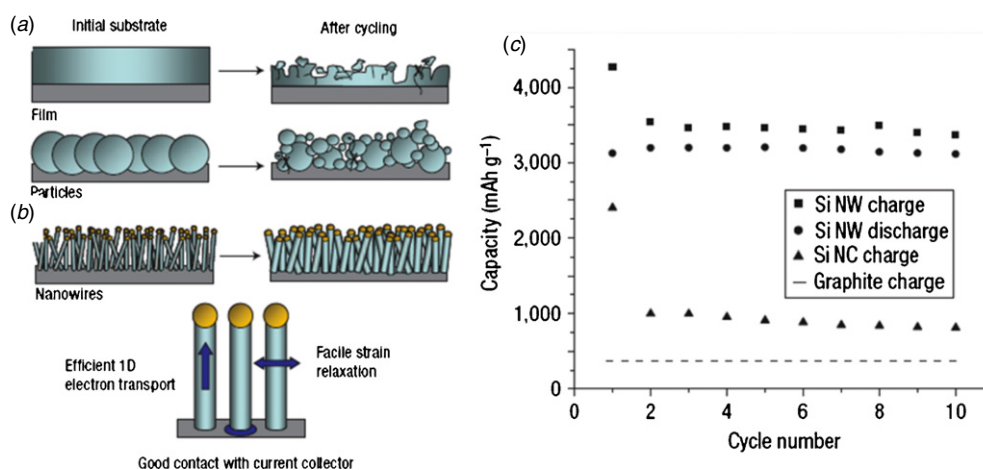 (a)
Initial substrate
After cycling
Film
Particles
(b)
Nanowires
Efficient 1D
electron transport
Facile strain
relaxation
Good contact with current collector
(c)
Capacity (mAh g⁻¹)
4,000
3,000
2,000
1,000
0
Si NW charge
Si NW discharge
Si NC charge
Graphite charge
0 2 4 6 8 10
Cycle number